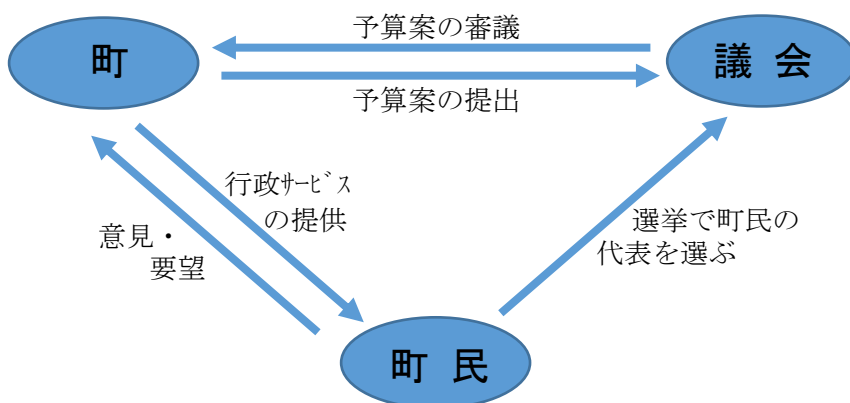 予算案の審議
町
議 会
予算案の提出
行政ｻｰﾋﾞｽ
の提供
意見・
要望
選挙で町民の
代表を選ぶ
町 民